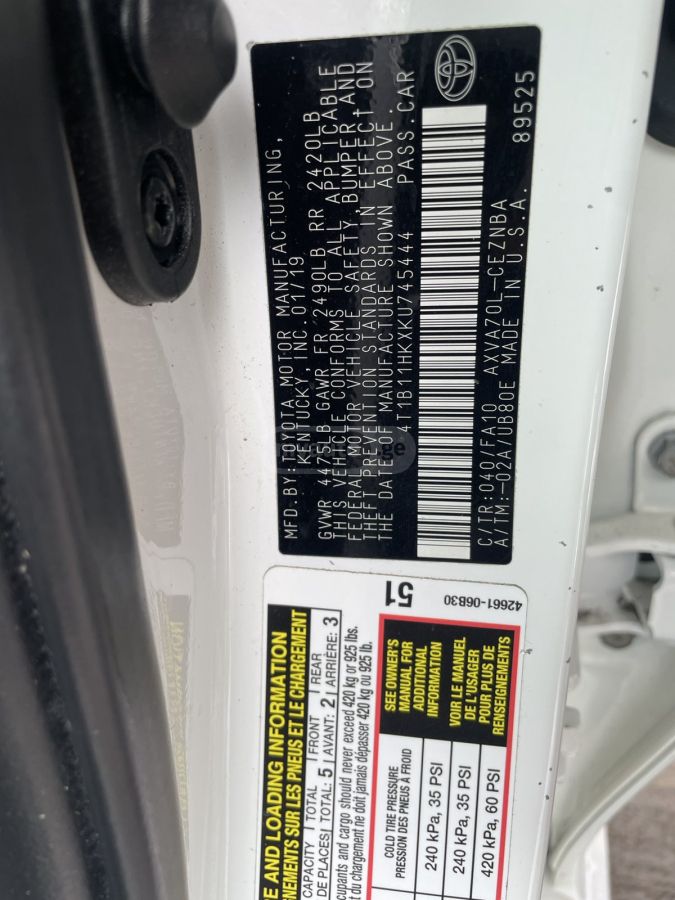 MFD.BY:TOYOTA MOTOR MANUFACTURING,
KENTUCKY, INC. 01/19
GVWR 4475LB GAWR FR 2490LB RR 2420LB
THIS VEHICLE CONFORMS TO ALL APPLICABLE
FEDERAL MOTOR VEHICLE SAFETY, BUMPER AND
THEFT PREVENTION STANDARDS IN EFFECT ON
THE DATE OF MANUFACTURE SHOWN ABOVE.
4T1B11HKXKU745444 PASS.CAR
C/TR:040/FA10 AXVA70L-CEZNBA
A/TM:-02A/UB80E MADE IN U.S.A. 89525
E AND LOADING INFORMATION
GNEMENTS SUR LES PNEUS ET LE CHARGEMENT
CAPACITY | TOTAL | FRONT | REAR
DE PLACES | TOTAL: 5 | AVANT: 2 | ARRIÈRE: 3
cupants and cargo should never exceed 420 kg or 925 lbs.
t chargement ne doit jamais dépasser 420 kg ou 925 lb.
51
42661-06B30
COLD TIRE PRESSURE
PRESSION DES PNEUS À FROID
240 kPa, 35 PSI
240 kPa, 35 PSI
420 kPa, 60 PSI
SEE OWNER'S
MANUAL FOR
ADDITIONAL
INFORMATION
VOIR LE MANUEL
DE L'USAGER
POUR PLUS DE
RENSEIGNEMENTS